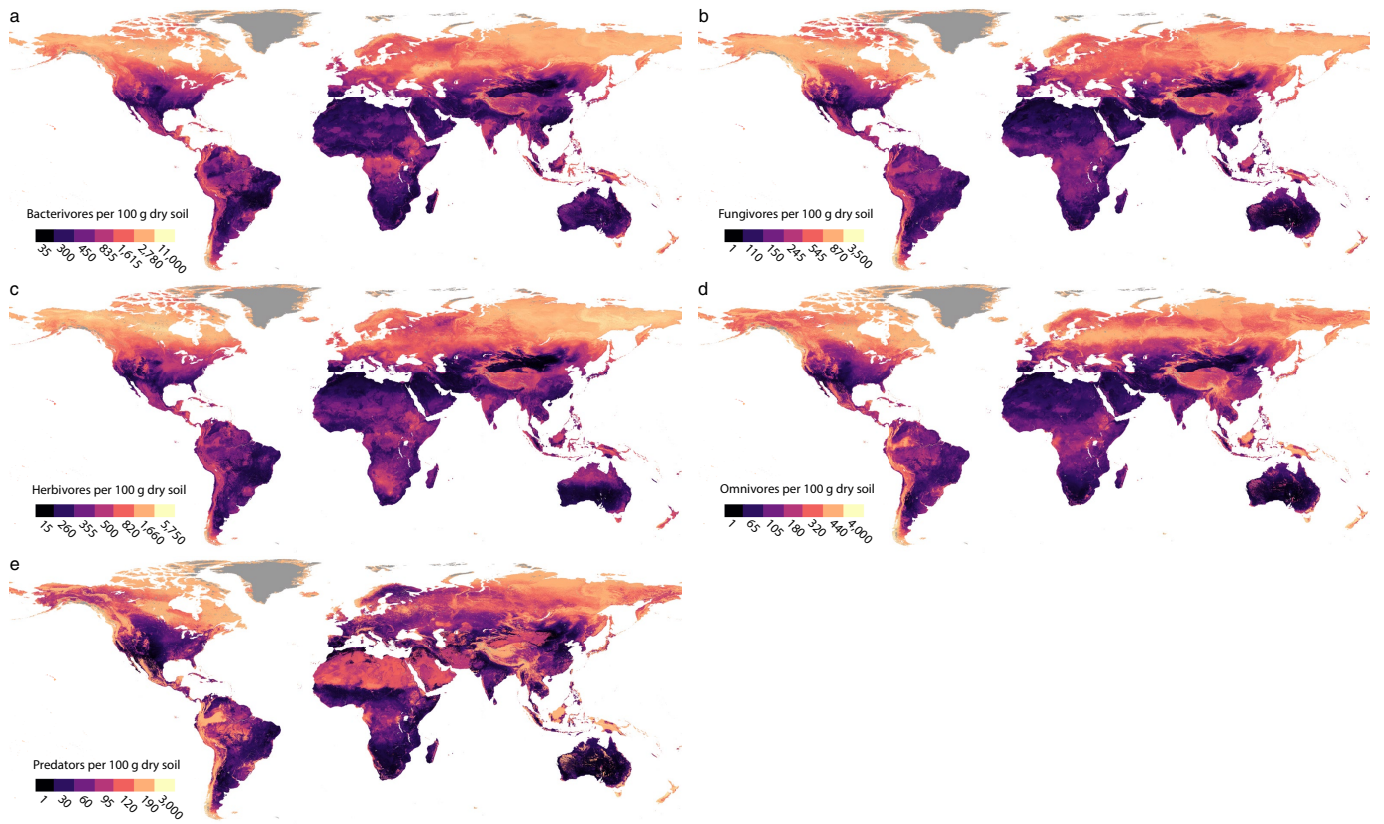 a
Bacterivores per 100 g dry soil
35 300 450 835 1,615 2,780 11,000
b
Fungivores per 100 g dry soil
1 110 150 245 545 870 3,500
c
Herbivores per 100 g dry soil
15 260 355 500 820 1,660 5,750
d
Omnivores per 100 g dry soil
1 65 105 180 320 440 4,000
e
Predators per 100 g dry soil
1 30 60 95 120 190 3,000